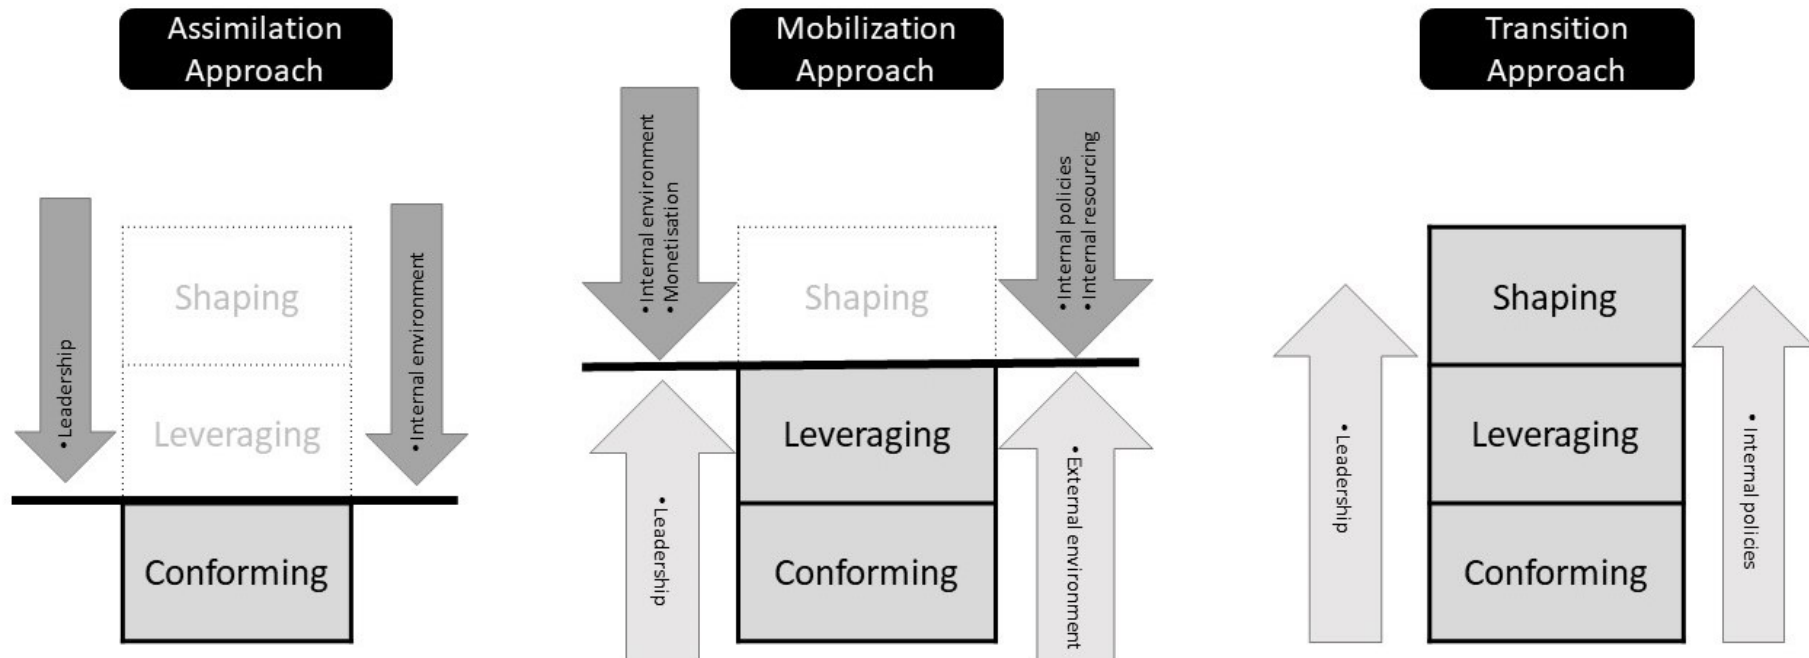 Assimilation
Approach
• Leadership
Shaping
Leveraging
• Internal environment
Conforming
Mobilization
Approach
• Internal environment
• Monetisation
Shaping
• Internal policies
• Internal resourcing
• Leadership
Leveraging
Conforming
• External environment
Transition
Approach
• Leadership
Shaping
Leveraging
Conforming
• Internal policies